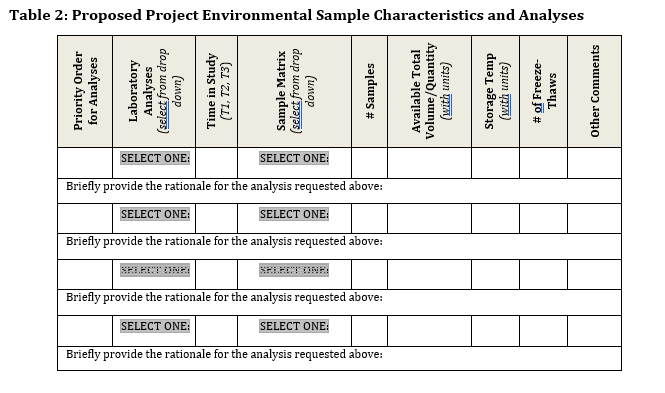 Table 2: Proposed Project Environmental Sample Characteristics and Analyses
Priority Order
for Analyses
Laboratory
Analyses
(select from drop
down)
Time in Study
(T1, T2, T3)
Sample Matrix
(select from drop
down)
# Samples
Available Total
Volume/Quantity
(with units)
Storage Temp
(with units)
# of Freeze-
Thaws
Other Comments
SELECT ONE: SELECT ONE:
Briefly provide the rationale for the analysis requested above:
SELECT ONE: SELECT ONE:
Briefly provide the rationale for the analysis requested above:
SELECT ONE: SELECT ONE:
Briefly provide the rationale for the analysis requested above:
SELECT ONE: SELECT ONE:
Briefly provide the rationale for the analysis requested above: